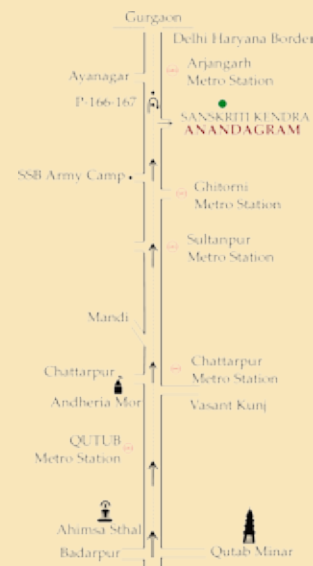 Gurgaon
Delhi Haryana Border
Arjangarh
Metro Station
Ayanagar
P-166-167
SANSKRITI KENDRA
ANANDAGRAM
SSB Army Camp
Ghitorni
Metro Station
Sultanpur
Metro Station
Mandi
Chattarpur
Chattarpur
Metro Station
Andheria Mor
Vasant Kunj
QUTUB
Metro Station
Ahimsa Sthal
Badarpur
Qutab Minar